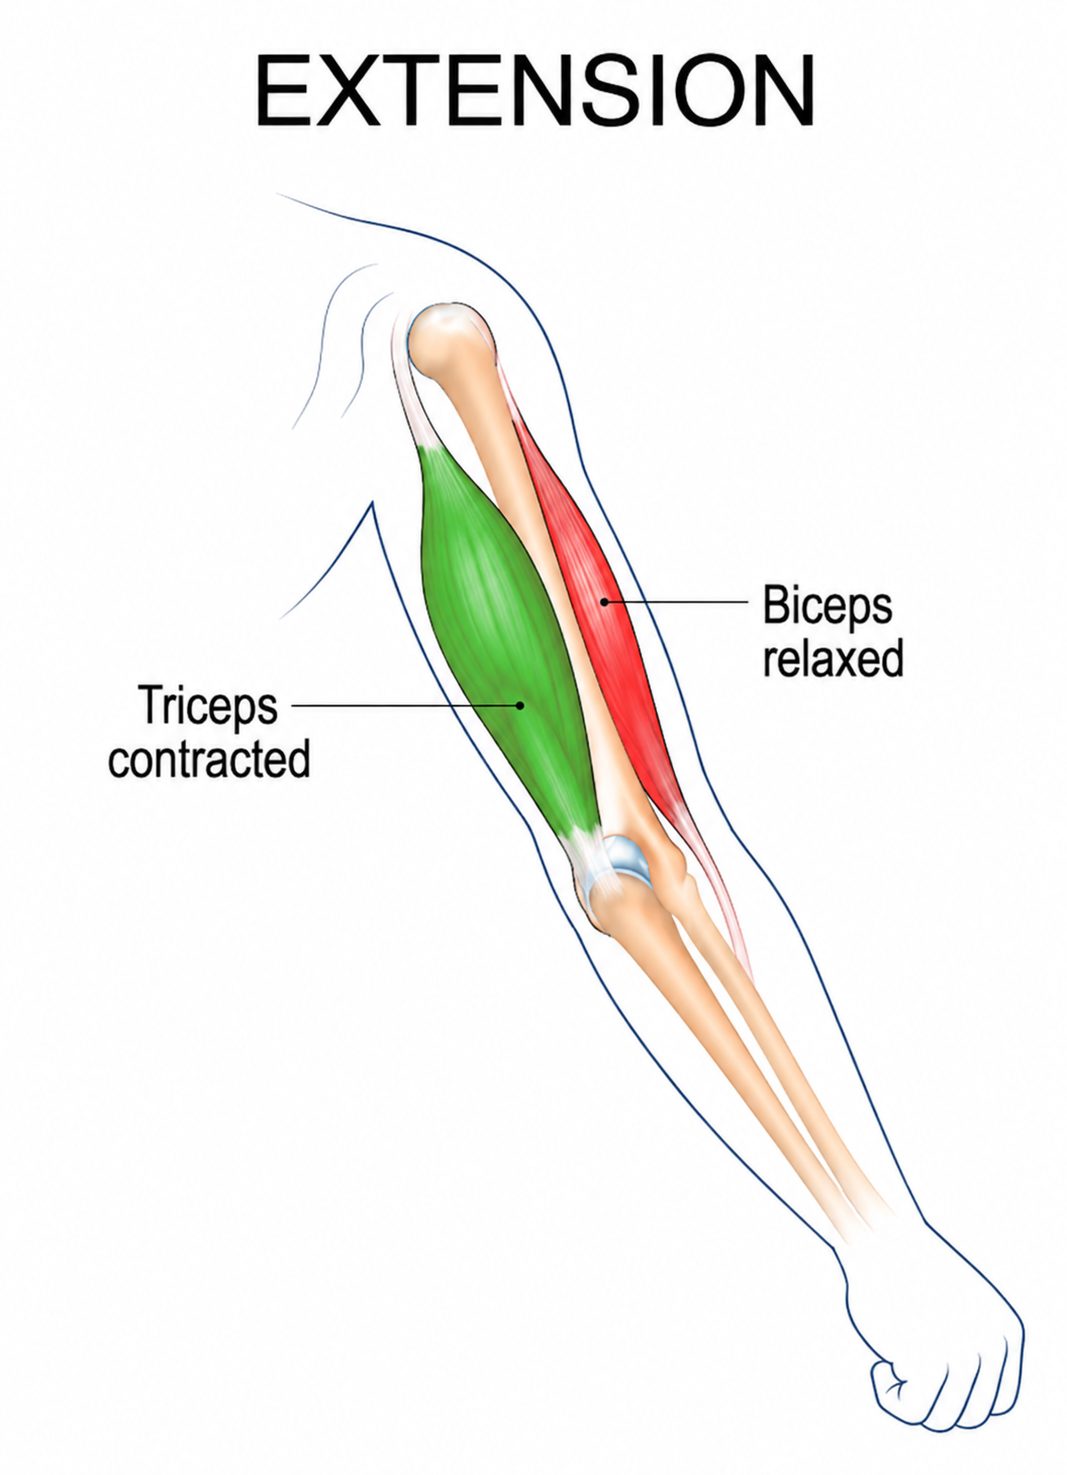 EXTENSION
Biceps
relaxed
Triceps
contracted